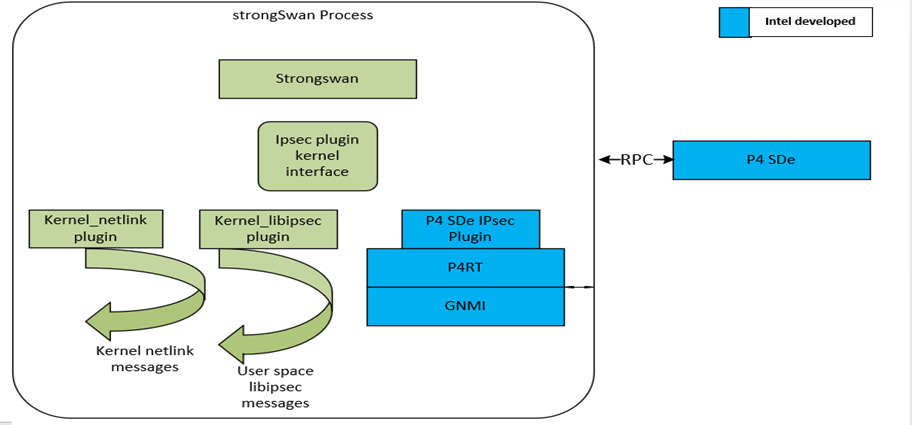 strongSwan Process
Intel developed
Strongswan
Ipsec plugin
kernel
interface
RPC
P4 SDe
Kernel_netlink
plugin
Kernel_libipsec
plugin
P4 SDe IPsec
Plugin
P4RT
GNMI
Kernel netlink
messages
User space
libipsec
messages